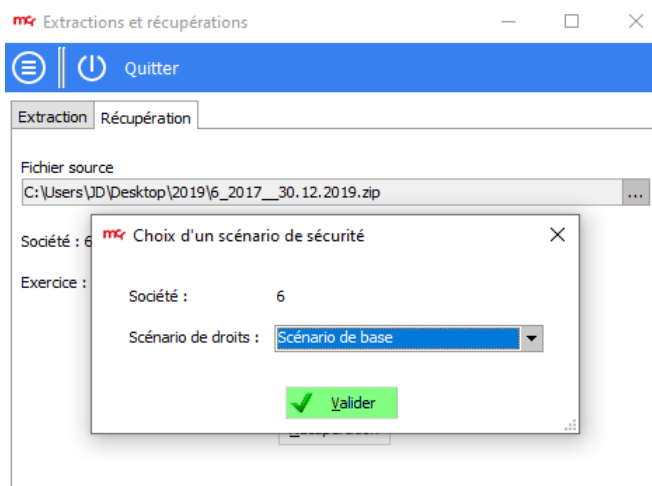 mcr Extractions et récupérations
Quitter
Extraction Récupération
Fichier source
C:\Users\JD\Desktop\2019\6_2017__30.12.2019.zip ...
Société : 6
Exercice :
mcr Choix d'un scénario de sécurité
Société : 6
Scénario de droits : Scénario de base
Valider